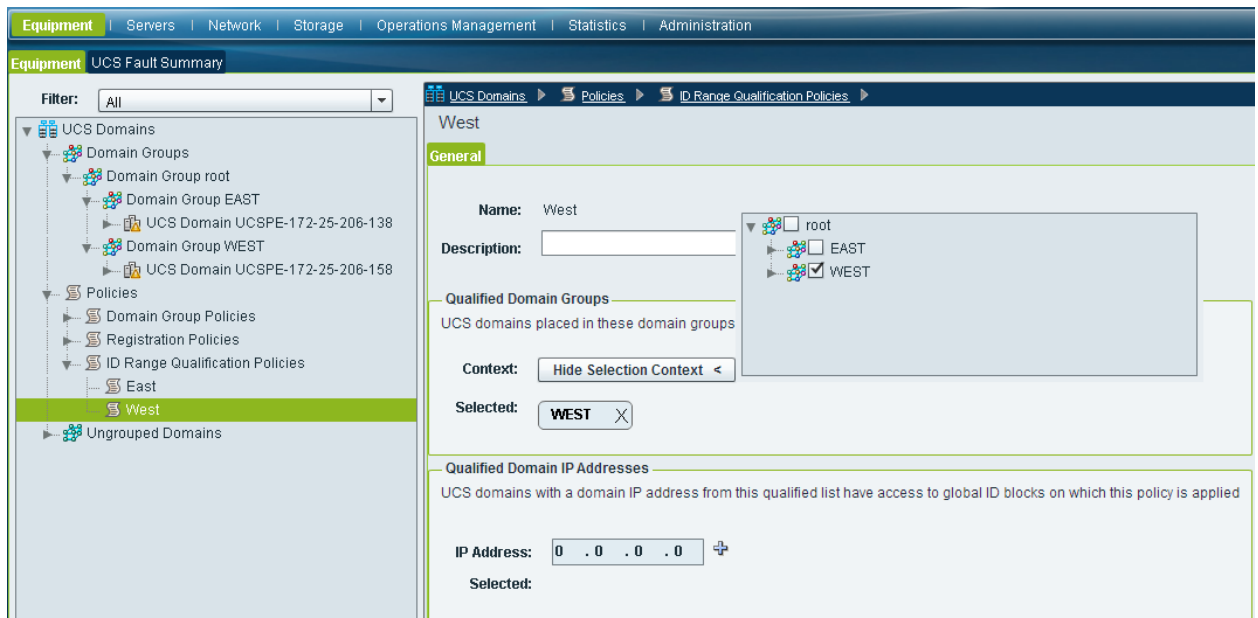 Equipment | Servers | Network | Storage | Operations Management | Statistics | Administration
Equipment UCS Fault Summary
Filter: All
UCS Domains
Domain Groups
Domain Group root
Domain Group EAST
UCS Domain UCSPE-172-25-206-138
Domain Group WEST
UCS Domain UCSPE-172-25-206-158
Policies
Domain Group Policies
Registration Policies
ID Range Qualification Policies
East
West
Ungrouped Domains
UCS Domains Policies ID Range Qualification Policies
West
General
Name: West
Description:
root
EAST
WEST
Qualified Domain Groups
UCS domains placed in these domain groups
Context: Hide Selection Context <
Selected: WEST X
Qualified Domain IP Addresses
UCS domains with a domain IP address from this qualified list have access to global ID blocks on which this policy is applied
IP Address: 0 . 0 . 0 . 0
Selected: